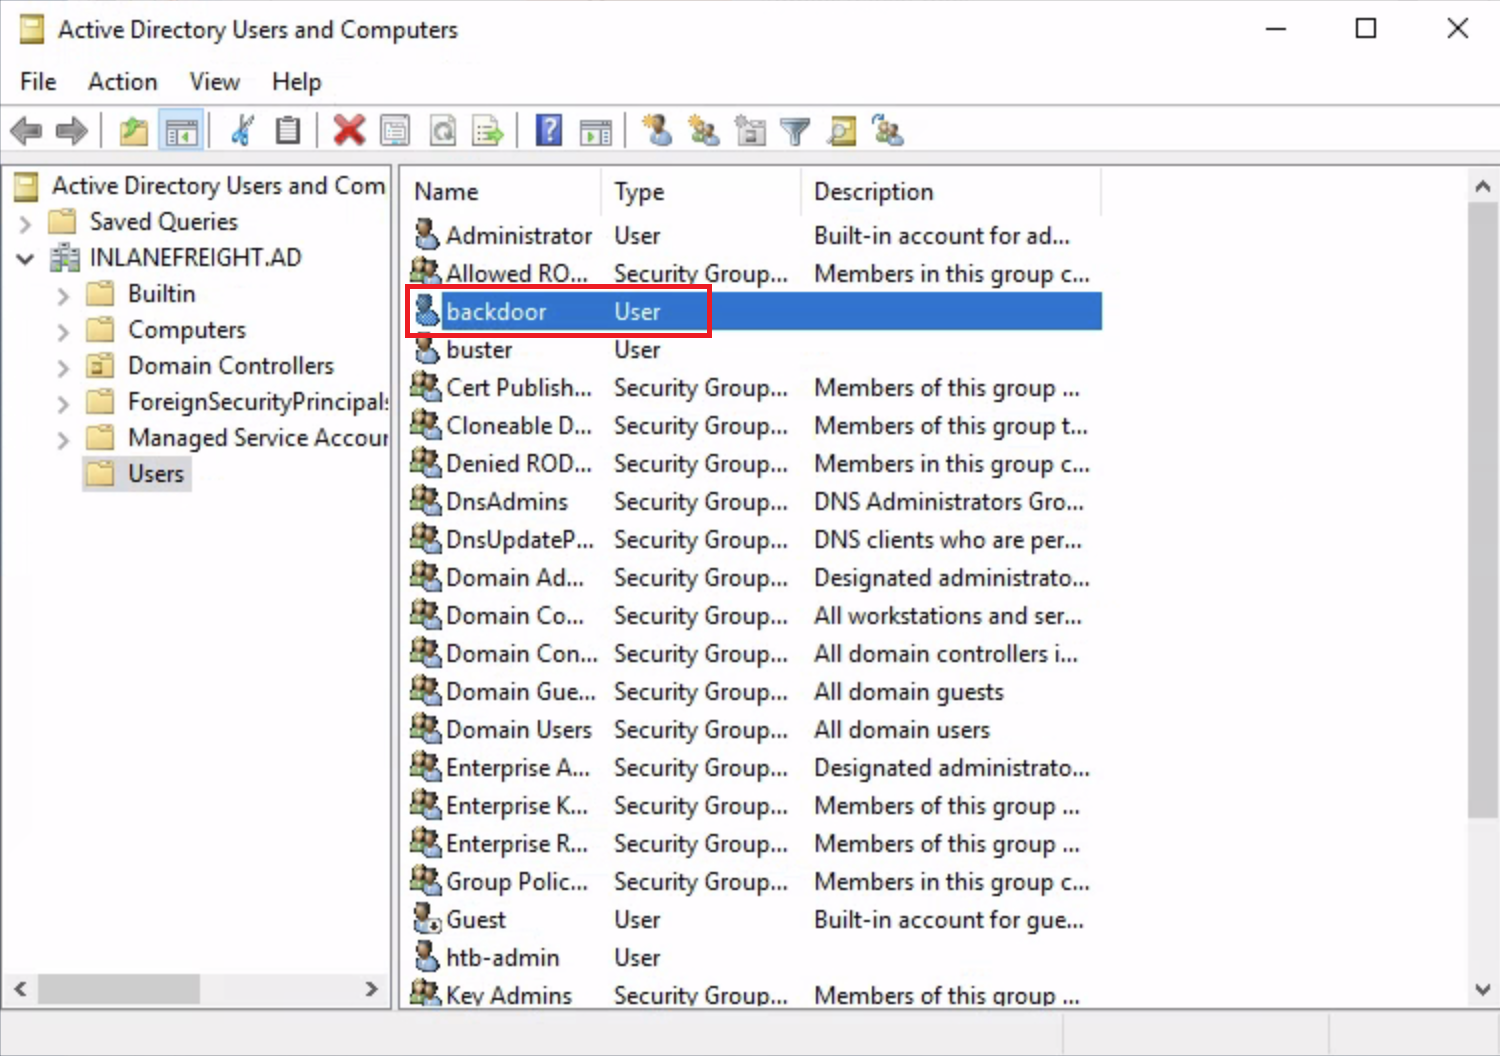 Active Directory Users and Computers
File Action View Help
Active Directory Users and Com
Saved Queries
INLANEFREIGHT.AD
Builtin
Computers
Domain Controllers
ForeignSecurityPrincipals
Managed Service Accour
Users
Name Type Description
Administrator User Built-in account for ad...
Allowed RO... Security Group... Members in this group c...
backdoor User
buster User
Cert Publish... Security Group... Members of this group ...
Cloneable D... Security Group... Members of this group t...
Denied ROD... Security Group... Members in this group c...
DnsAdmins Security Group... DNS Administrators Gro...
DnsUpdateP... Security Group... DNS clients who are per...
Domain Ad... Security Group... Designated administrato...
Domain Co... Security Group... All workstations and ser...
Domain Con... Security Group... All domain controllers i...
Domain Gue... Security Group... All domain guests
Domain Users Security Group... All domain users
Enterprise A... Security Group... Designated administrato...
Enterprise K... Security Group... Members of this group ...
Enterprise R... Security Group... Members of this group ...
Group Polic... Security Group... Members in this group c...
Guest User Built-in account for gue...
htb-admin User
Key Admins Security Group... Members of this group ...